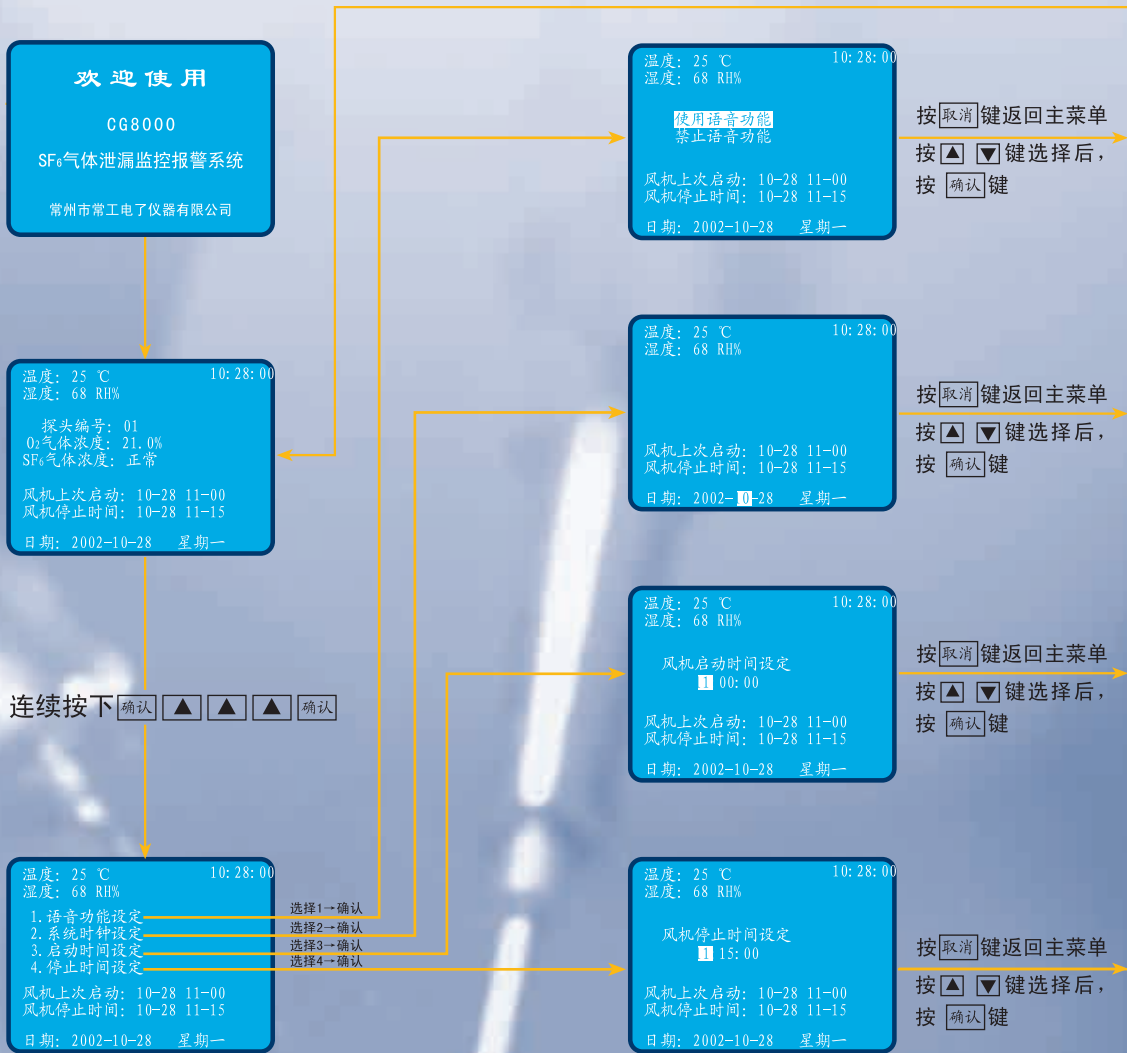 欢迎使用
CG8000
SF₆气体泄漏监控报警系统
常州市常工电了仪器有限公司
温度: 25 ℃ 10:28:00
湿度: 68 RH%
探头编号: 01
O₂气体浓度: 21.0%
SF₆气体浓度: 正常
风机上次启动: 10-28 11-00
风机停止时间: 10-28 11-15
日期: 2002-10-28 星期一
连续按下 确认 ▲ ▲ ▲ 确认
温度: 25 ℃ 10:28:00
湿度: 68 RH%
1.语音功能设定
2.系统时钟设定
3.启动时间设定
4.停止时间设定
风机上次启动: 10-28 11-00
风机停止时间: 10-28 11-15
日期: 2002-10-28 星期一
选择1→确认
选择2→确认
选择3→确认
选择4→确认
温度: 25 ℃ 10:28:00
湿度: 68 RH%
使用语音功能
禁止语音功能
风机上次启动: 10-28 11-00
风机停止时间: 10-28 11-15
日期: 2002-10-28 星期一
按 取消 键返回主菜单
按 ▲ ▼ 键选择后，
按 确认 键
温度: 25 ℃ 10:28:00
湿度: 68 RH%
风机上次启动: 10-28 11-00
风机停止时间: 10-28 11-15
日期: 2002- 0-28 星期一
按 取消 键返回主菜单
按 ▲ ▼ 键选择后，
按 确认 键
温度: 25 ℃ 10:28:00
湿度: 68 RH%
风机启动时间设定
1 00:00
风机上次启动: 10-28 11-00
风机停止时间: 10-28 11-15
日期: 2002-10-28 星期一
按 取消 键返回主菜单
按 ▲ ▼ 键选择后，
按 确认 键
温度: 25 ℃ 10:28:00
湿度: 68 RH%
风机停止时间设定
1 15:00
风机上次启动: 10-28 11-00
风机停止时间: 10-28 11-15
日期: 2002-10-28 星期一
按 取消 键返回主菜单
按 ▲ ▼ 键选择后，
按 确认 键